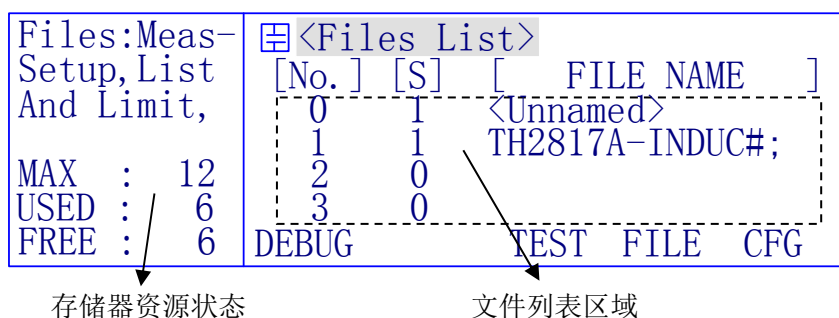 Files:Meas-
Setup,List
And Limit,
MAX : 12
USED : 6
FREE : 6
<Files List>
[No.] [S] [ FILE NAME ]
0 1 <Unnamed>
1 1 TH2817A-INDUC#;
2 0
3 0
DEBUG TEST FILE CFG
存储器资源状态 文件列表区域